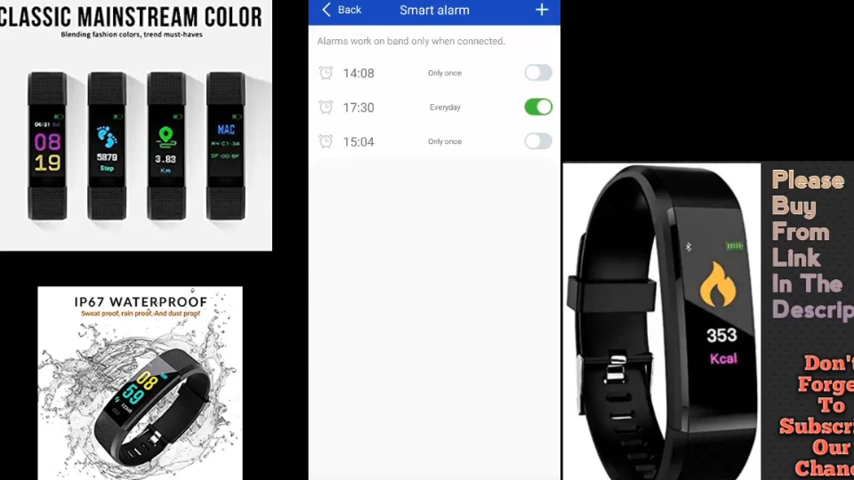 CLASSIC MAINSTREAM COLOR
Blending fashion colors, trend must-haves
04/21
08
19
5879
Step
3.83
Km
MAC
IP67 WATERPROOF
Sweat proof, rain proof, And dust proof
08
59
Back
Smart alarm
+
Alarms work on band only when connected.
14:08
Only once
17:30
Everyday
15:04
Only once
353
Kcal
Please
Buy
From
Link
In The
Descrip
Don't
Forge
To
Subscri
Our
Chan